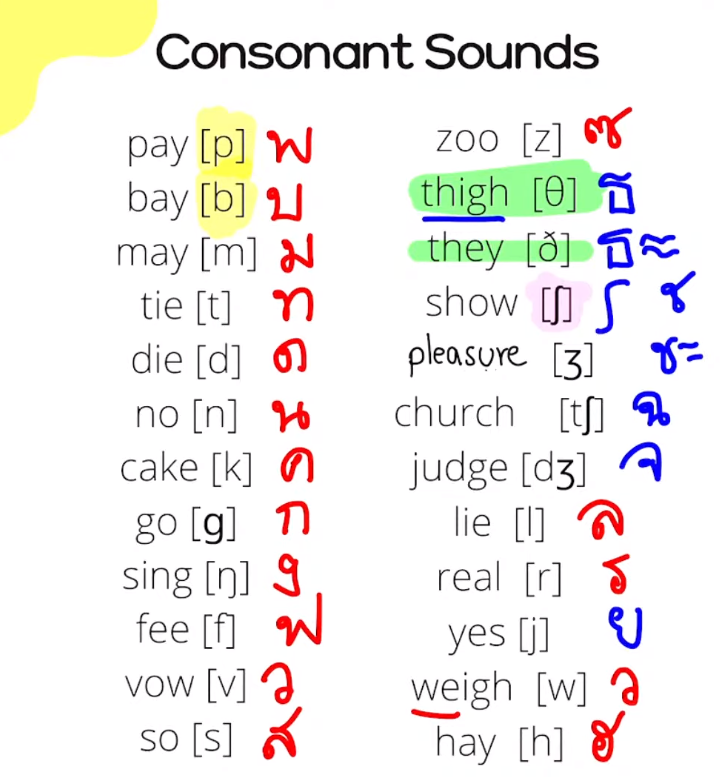 Consonant Sounds
pay [p] พ
bay [b] บ
may [m] ม
tie [t] ท
die [d] ด
no [n] น
cake [k] ค
go [g] ก
sing [ŋ] ง
fee [f] ฟ
vow [v] ว
so [s] ส
zoo [z] ซ
thigh [θ] ธ
they [ð] ธ ≈
show [ʃ] ʃ ช
pleasure [ʒ] ช =
church [tʃ] ฉ
judge [dʒ] จ
lie [l] ล
real [r] ร
yes [j] ย
weigh [w] ว
hay [h] ฮ